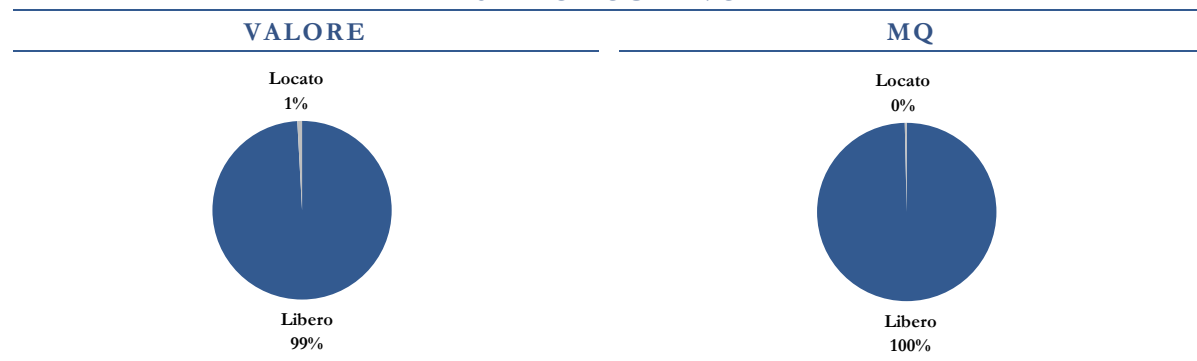 VALORE
MQ
Locato
1%
Libero
99%
Locato
0%
Libero
100%